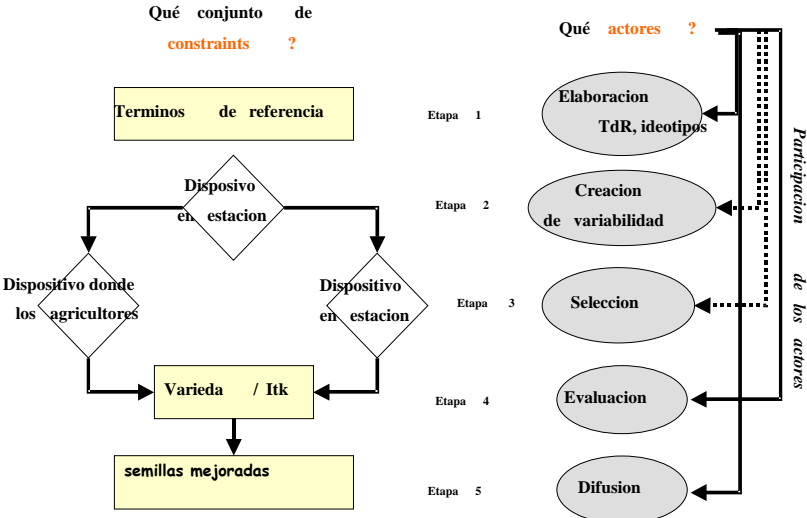 Qué conjunto de
constraints ?
Qué actores ?
Terminos de referencia
Etapa 1
Elaboracion
TdR, ideotipos
Disposivo
en estacion
Etapa 2
Creacion
de variabilidad
Dispositivo donde
los agricultores
Dispositivo
en estacion
Etapa 3
Seleccion
Varieda / Itk
Etapa 4
Evaluacion
semillas mejoradas
Etapa 5
Difusion
Participacion de los actores